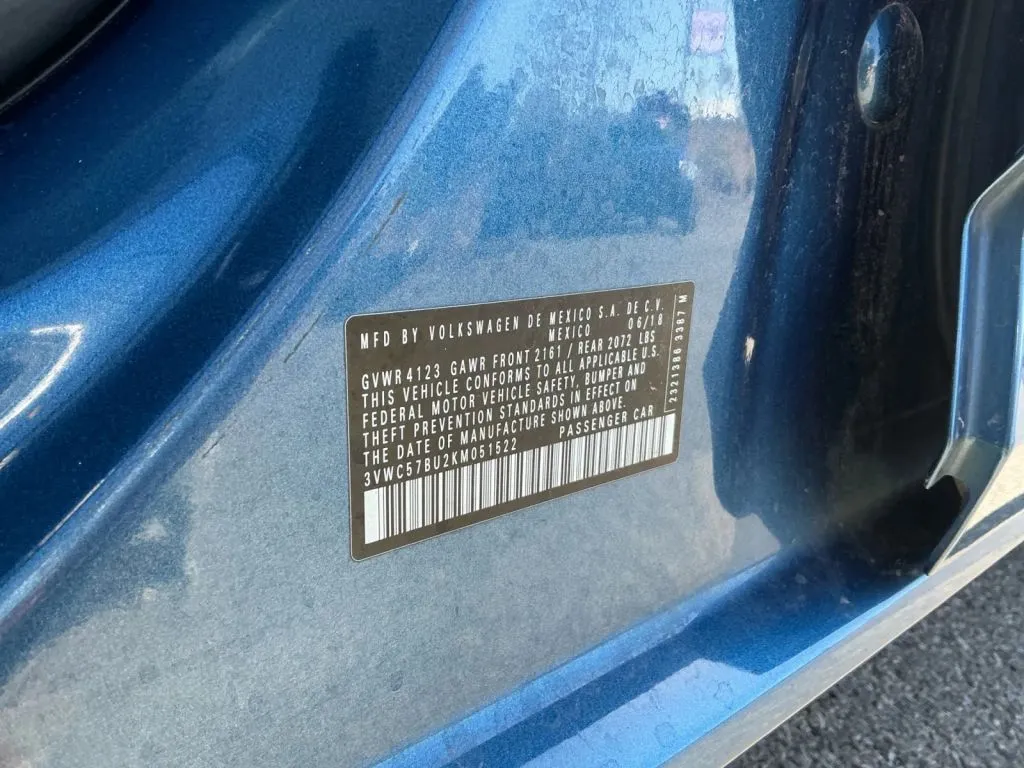 MFD BY VOLKSWAGEN DE MEXICO S.A. DE C.V.
MEXICO 06/18
GVWR 4123 GAWR FRONT 2161 / REAR 2072 LBS
THIS VEHICLE CONFORMS TO ALL APPLICABLE U.S.
FEDERAL MOTOR VEHICLE SAFETY, BUMPER AND
THEFT PREVENTION STANDARDS IN EFFECT ON
THE DATE OF MANUFACTURE SHOWN ABOVE.
3VWC57BU2KM051522 PASSENGER CAR
2321386 3367 M